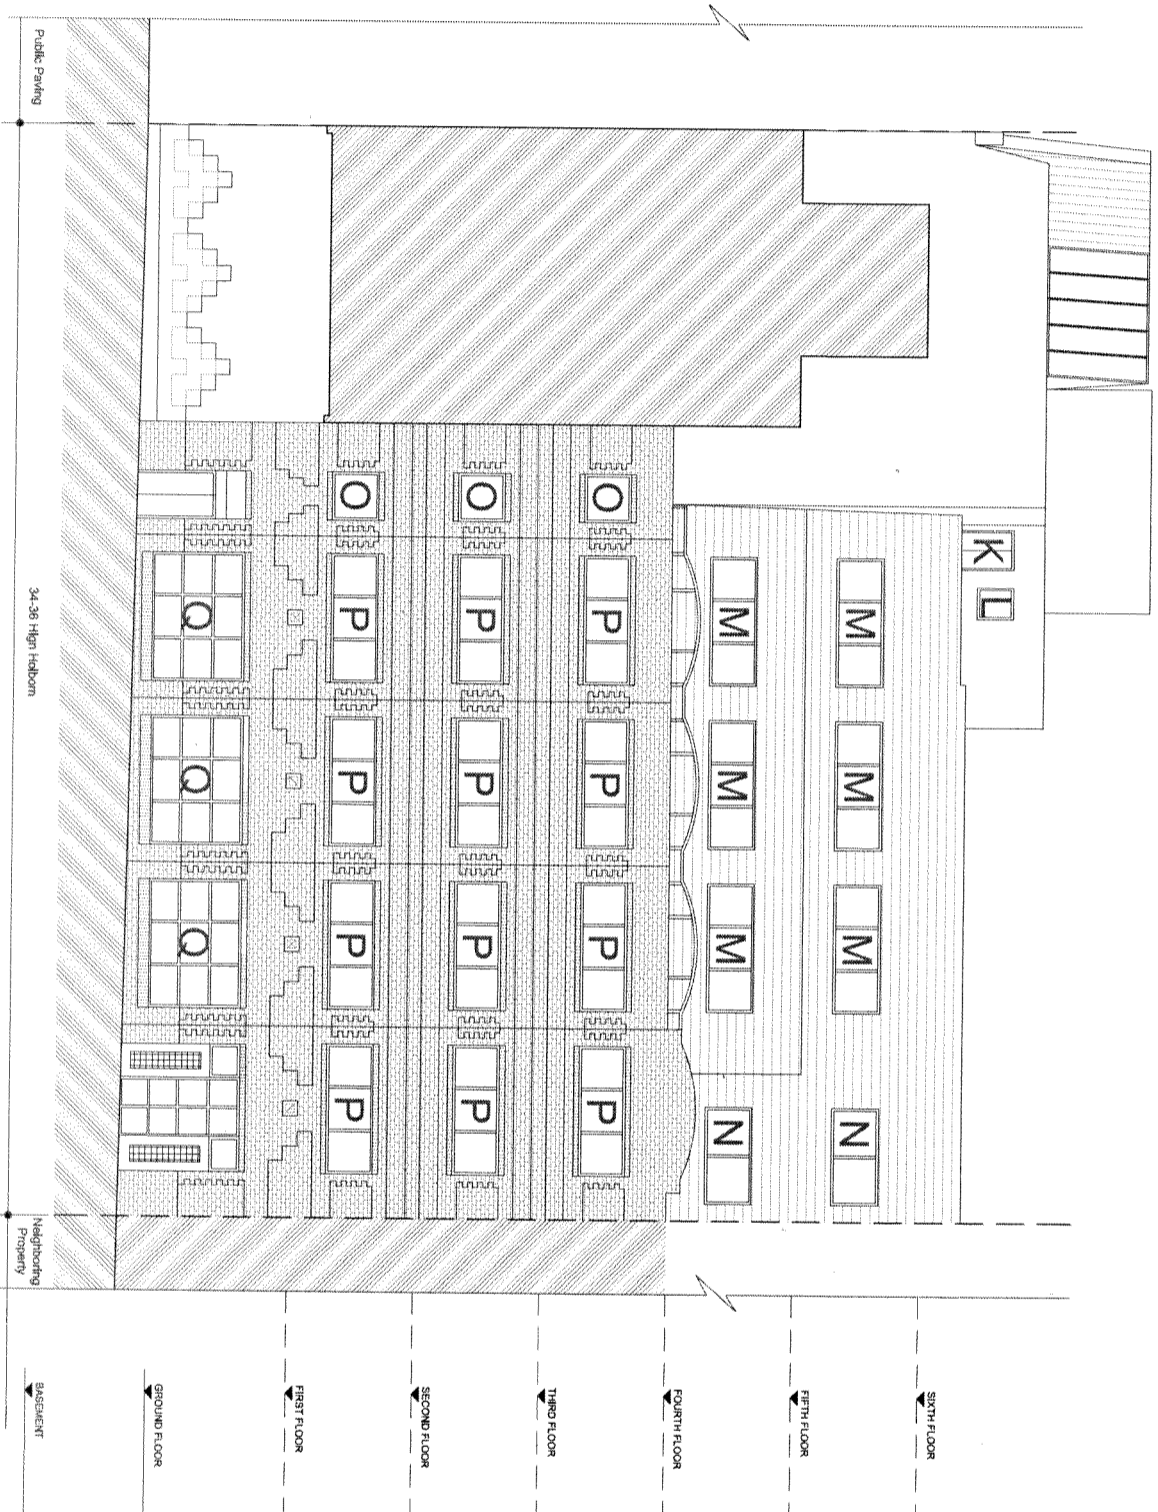 K
L
M
M
M
N
M
M
M
N
O
P
P
P
P
O
P
P
P
P
O
P
P
P
P
Q
Q
Q
SIXTH FLOOR
FIFTH FLOOR
FOURTH FLOOR
THIRD FLOOR
SECOND FLOOR
FIRST FLOOR
GROUND FLOOR
BASEMENT
Public Paving
34-36 High Holborn
Neighboring
Property